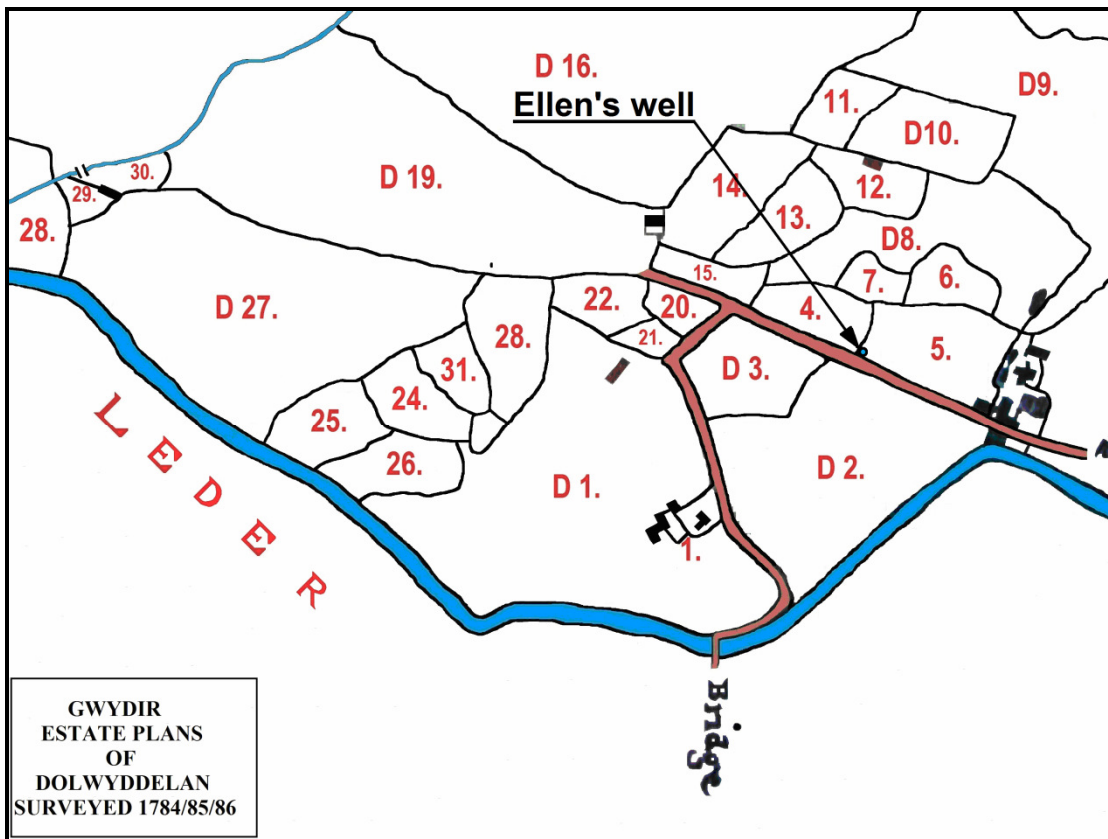 D 16.
D9.
Ellen's well
11.
D10.
30.
29.
D 19.
14.
12.
28.
13.
D8.
15.
7.
6.
D 27.
22.
20.
4.
28.
21.
5.
31.
D 3.
24.
25.
26.
D 1.
D 2.
LEDER
1.
Bridge
GWYDIR
ESTATE PLANS
OF
DOLWYDDELAN
SURVEYED 1784/85/86